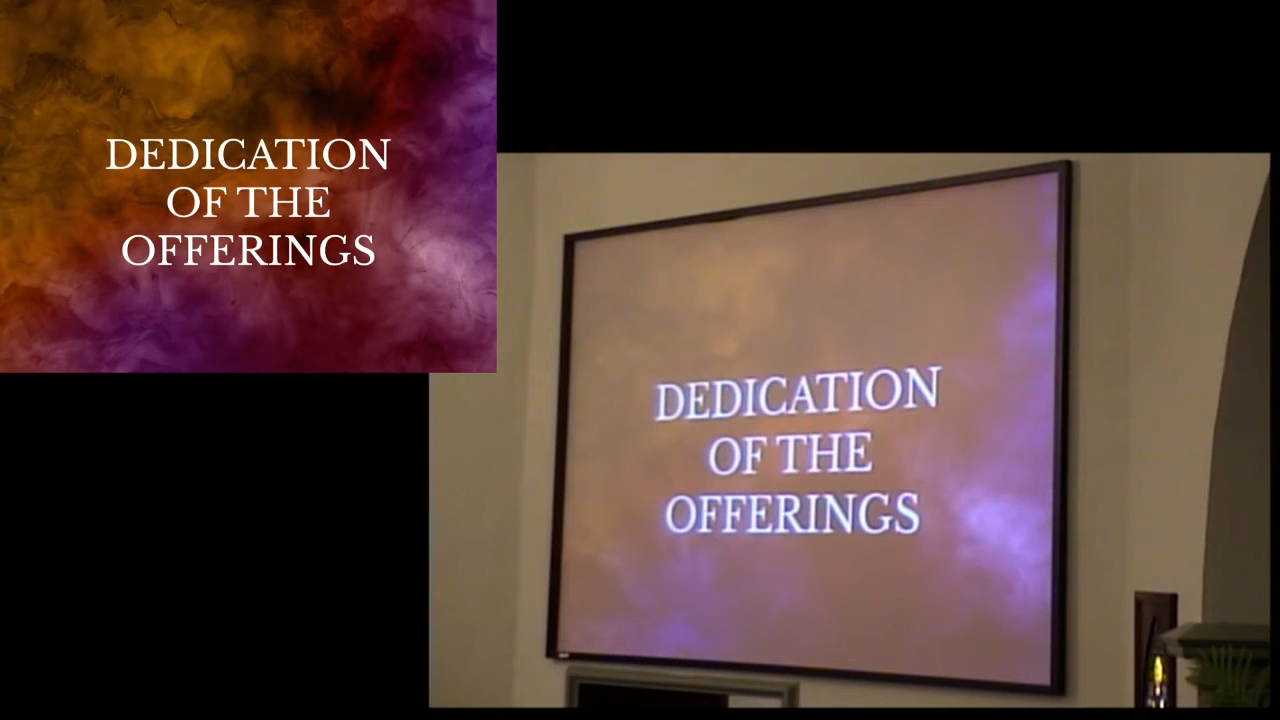 DEDICATION
OF THE
OFFERINGS
DEDICATION
OF THE
OFFERINGS